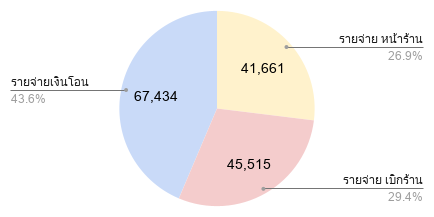 รายจ่าย หน้าร้าน
26.9%
41,661
รายจ่ายเงินโอน
43.6%
67,434
45,515
รายจ่าย เบิกร้าน
29.4%